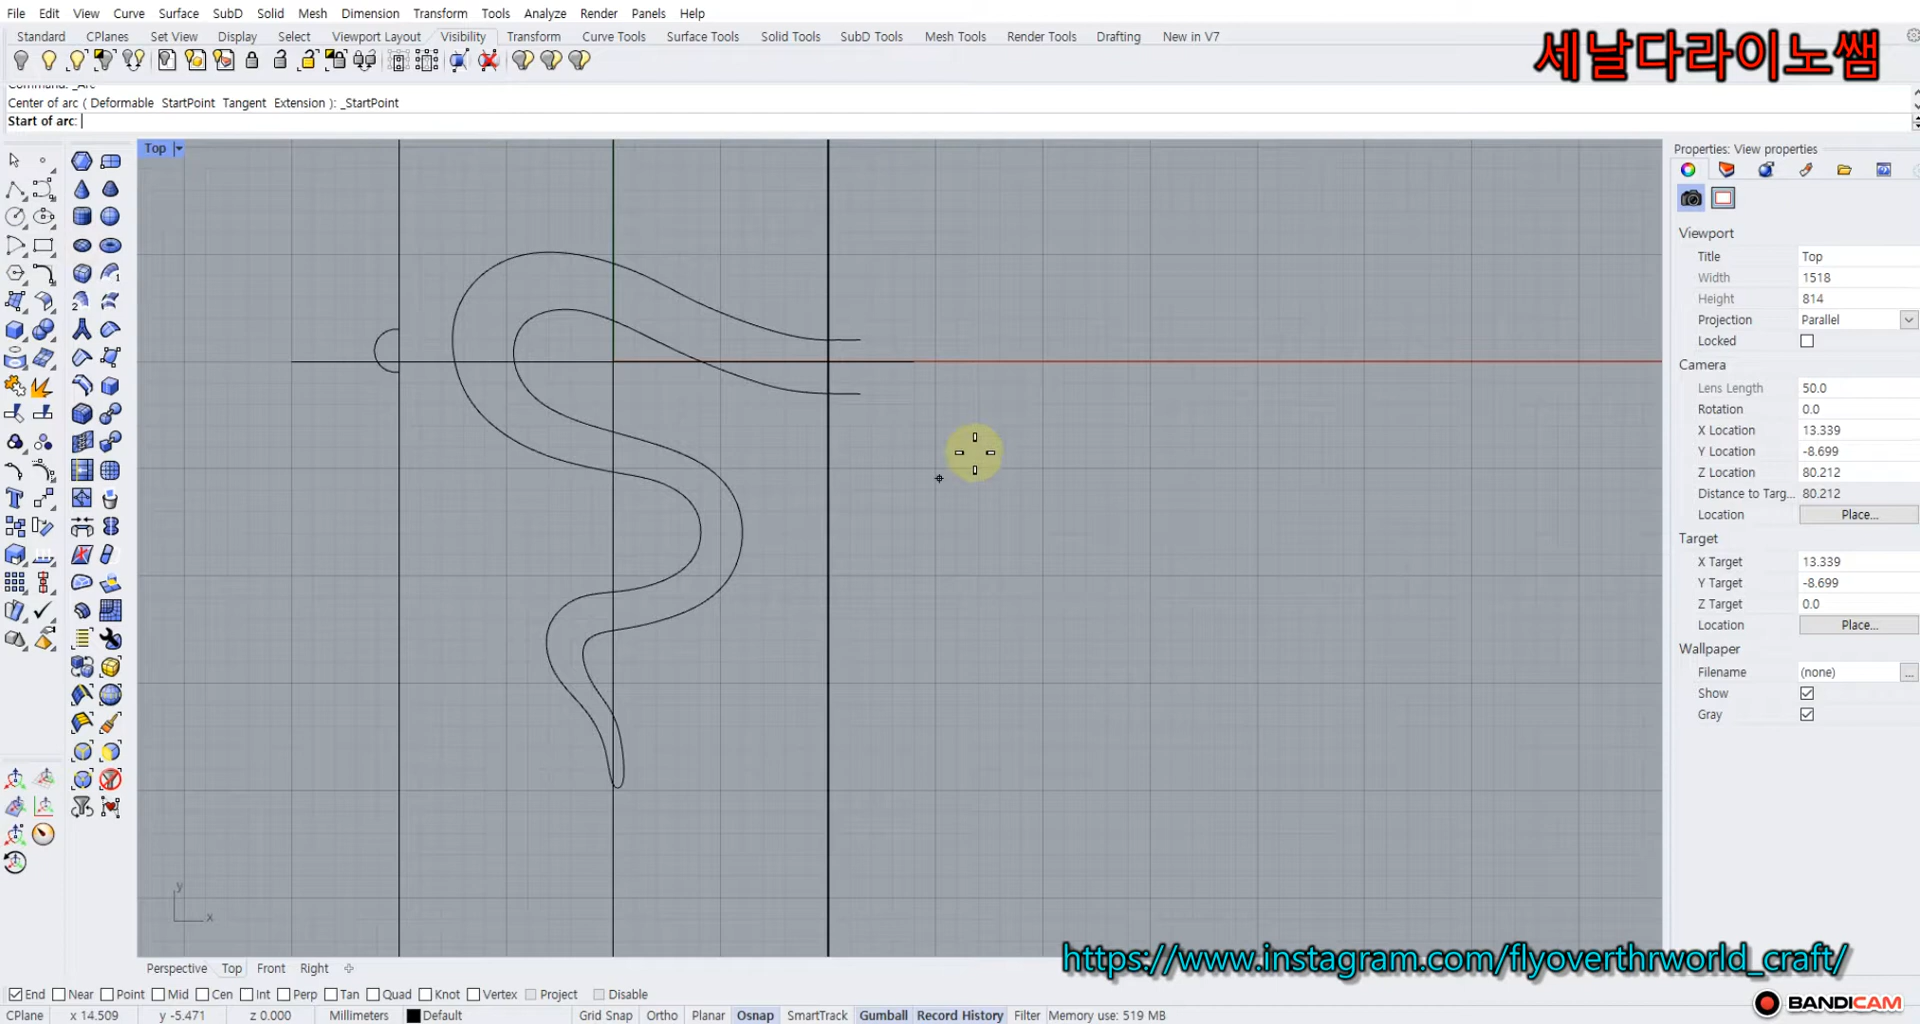 File Edit View Curve Surface SubD Solid Mesh Dimension Transform Tools Analyze Render Panels Help
Standard CPlanes Set View Display Select Viewport Layout Visibility Transform Curve Tools Surface Tools Solid Tools SubD Tools Mesh Tools Render Tools Drafting New in V7
세날다라이노쌤
Command: _Arc
Center of arc ( Deformable StartPoint Tangent Extension ): _StartPoint
Start of arc:
Top
Properties: View properties
Viewport
Title Top
Width 1518
Height 814
Projection Parallel
Locked
Camera
Lens Length 50.0
Rotation 0.0
X Location 13.339
Y Location -8.699
Z Location 80.212
Distance to Targ... 80.212
Location Place...
Target
X Target 13.339
Y Target -8.699
Z Target 0.0
Location Place...
Wallpaper
Filename (none) ...
Show
Gray
y
x
https://www.instagram.com/flyoverthrworld_craft/
Perspective Top Front Right
End Near Point Mid Cen Int Perp Tan Quad Knot Vertex Project Disable
BANDICAM
CPlane x 14.509 y -5.471 z 0.000 Millimeters Default Grid Snap Ortho Planar Osnap SmartTrack Gumball Record History Filter Memory use: 519 MB